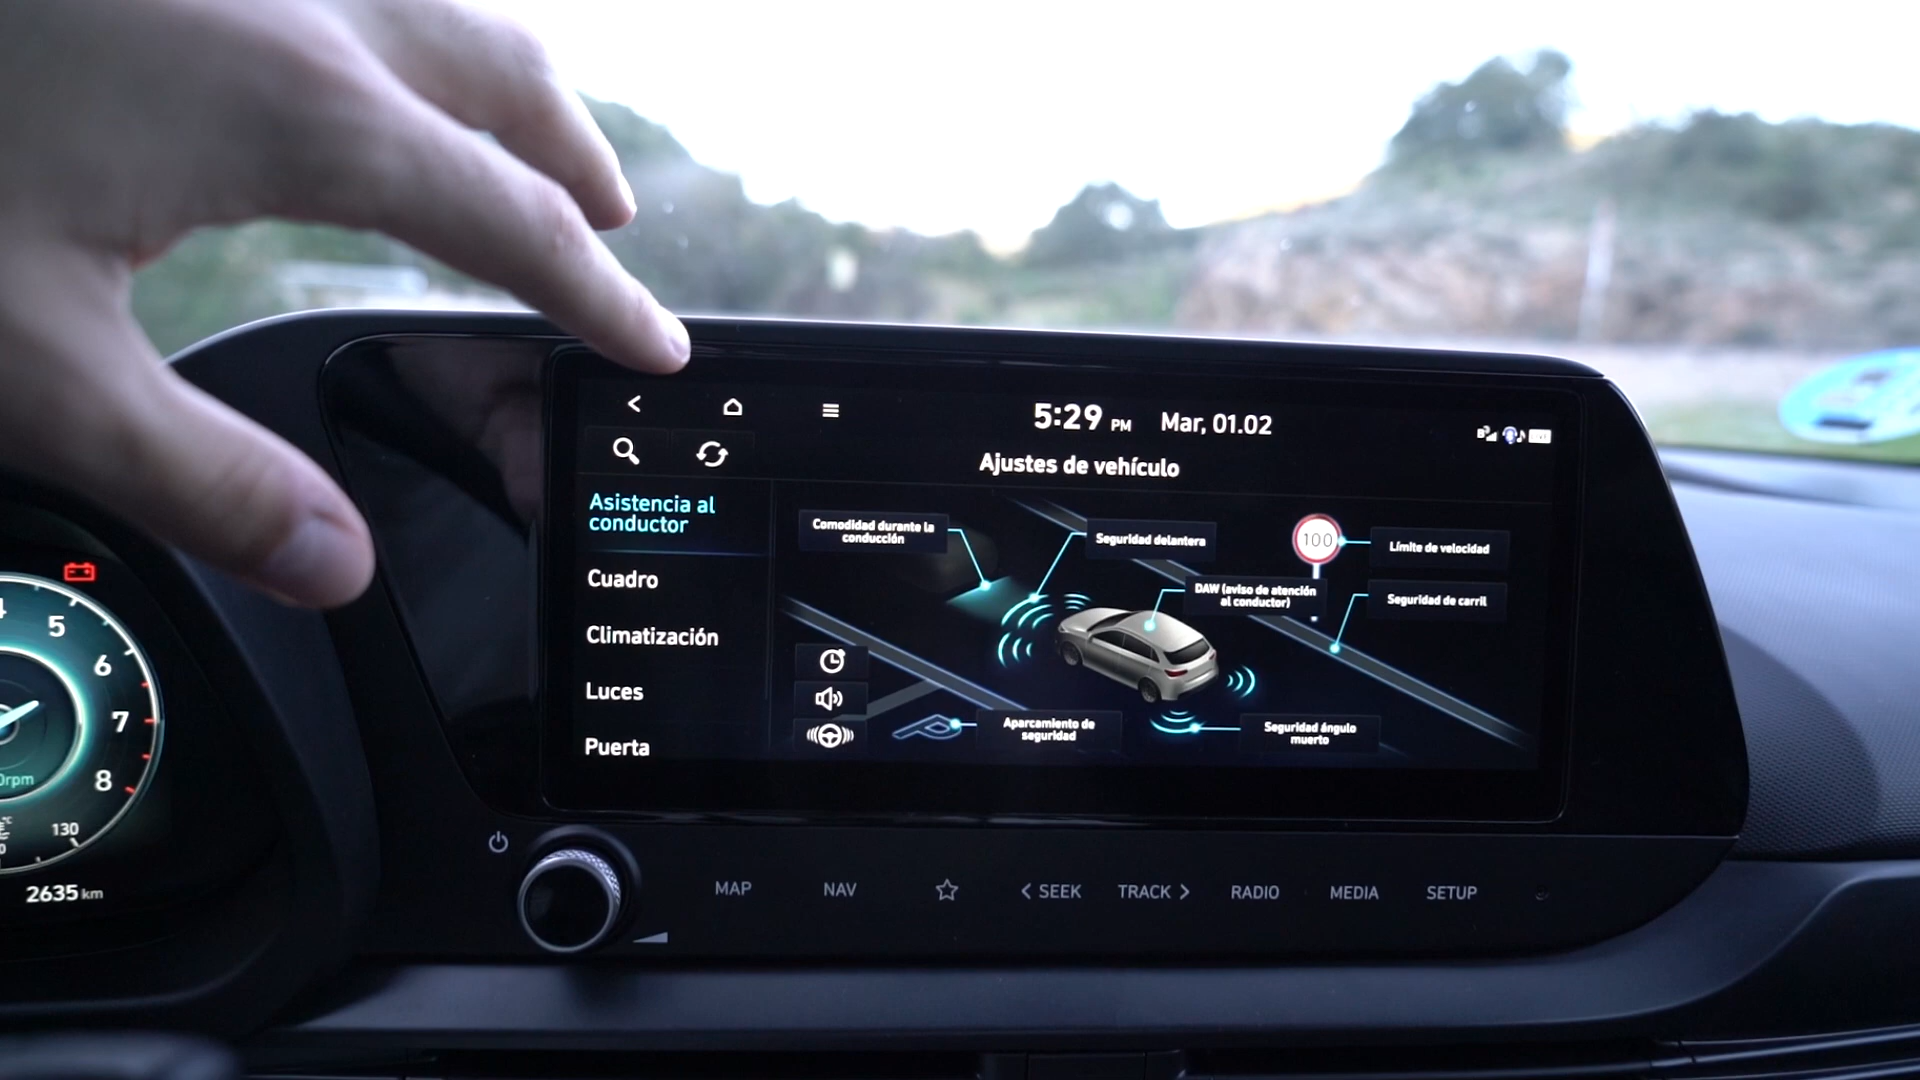 5:29 PM Mar, 01.02
Ajustes de vehículo
Asistencia al
conductor
Cuadro
Climatización
Luces
Puerta
Comodidad durante la
conducción
Seguridad delantera
100
Límite de velocidad
DAW (aviso de atención
al conductor)
Seguridad de carril
Aparcamiento de
seguridad
Seguridad ángulo
muerto
4
5
6
7
8
130
2635 km
MAP
NAV
SEEK
TRACK
RADIO
MEDIA
SETUP